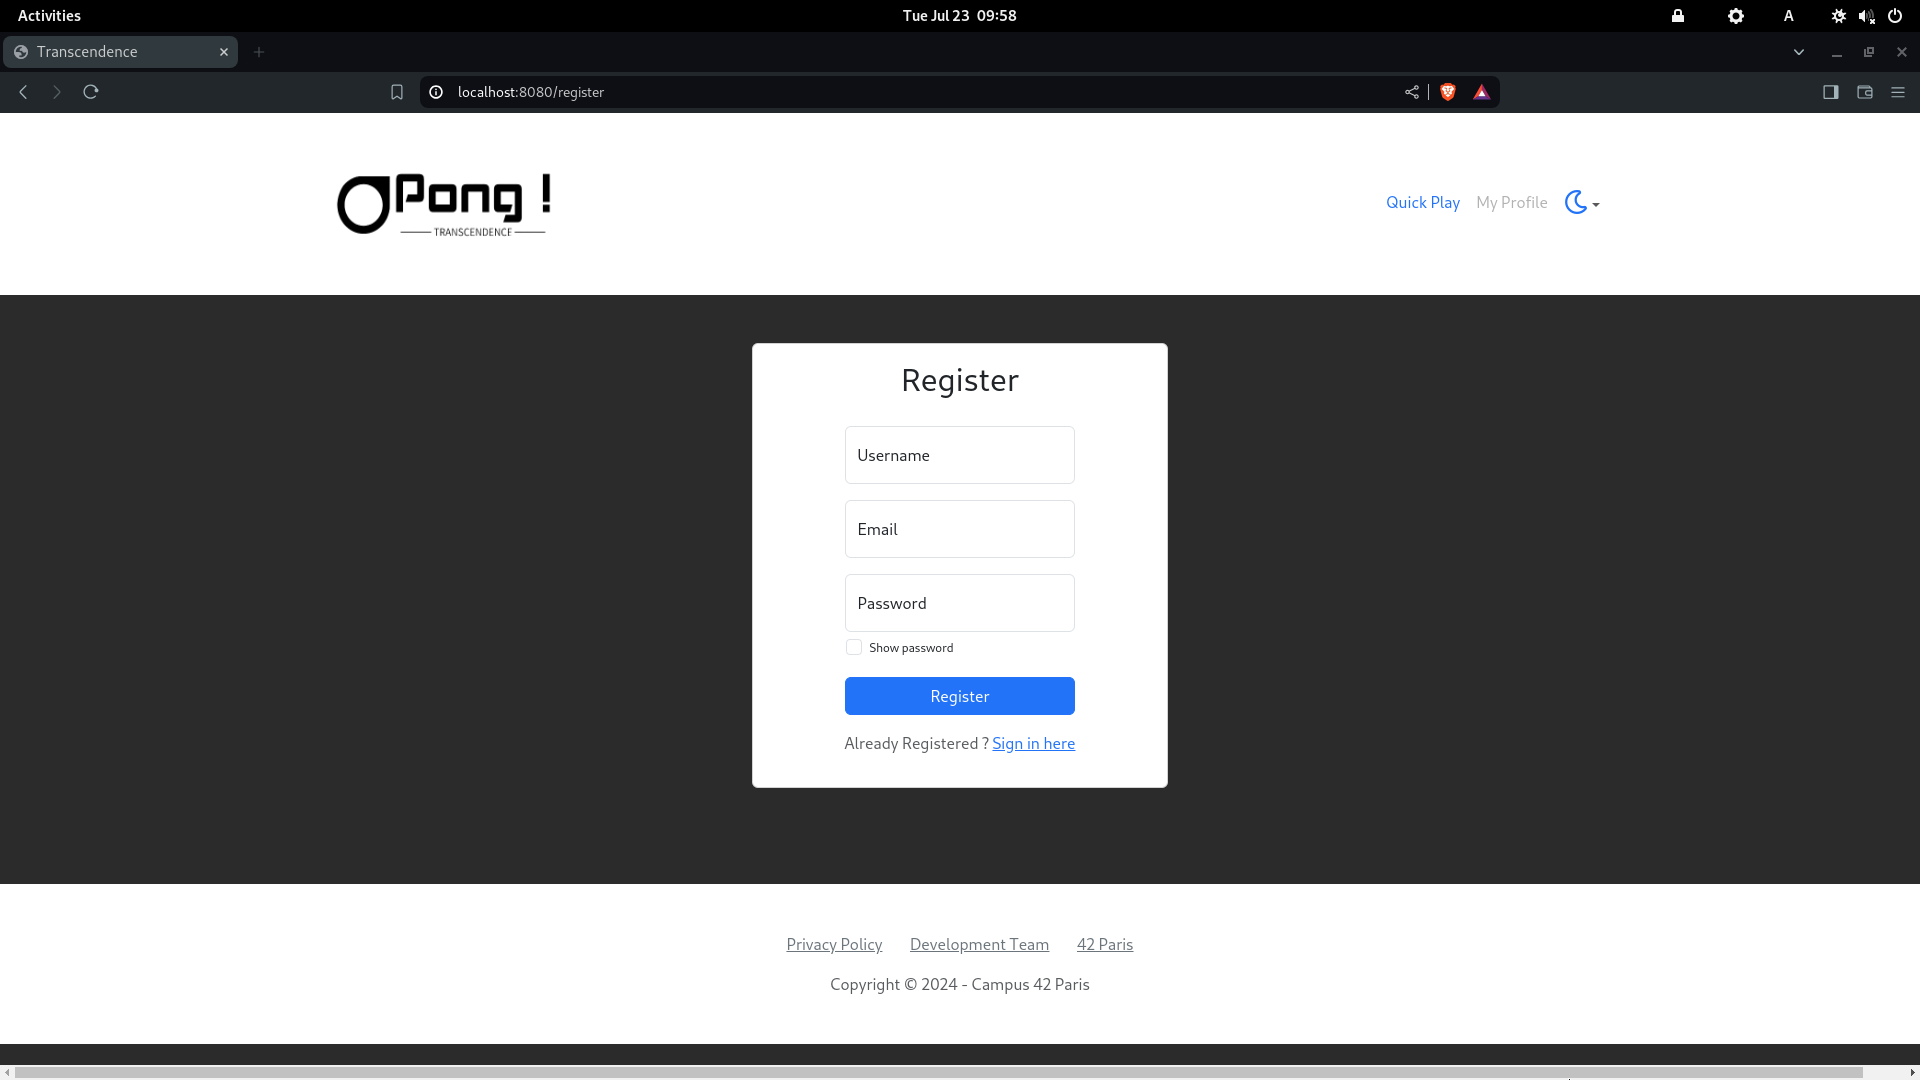 Activities
Tue Jul 23 09:58
A
Transcendence
localhost:8080/register
Pong !
TRANSCENDENCE
Quick Play
My Profile
Register
Username
Email
Password
Show password
Register
Already Registered ? Sign in here
Privacy Policy
Development Team
42 Paris
Copyright © 2024 - Campus 42 Paris